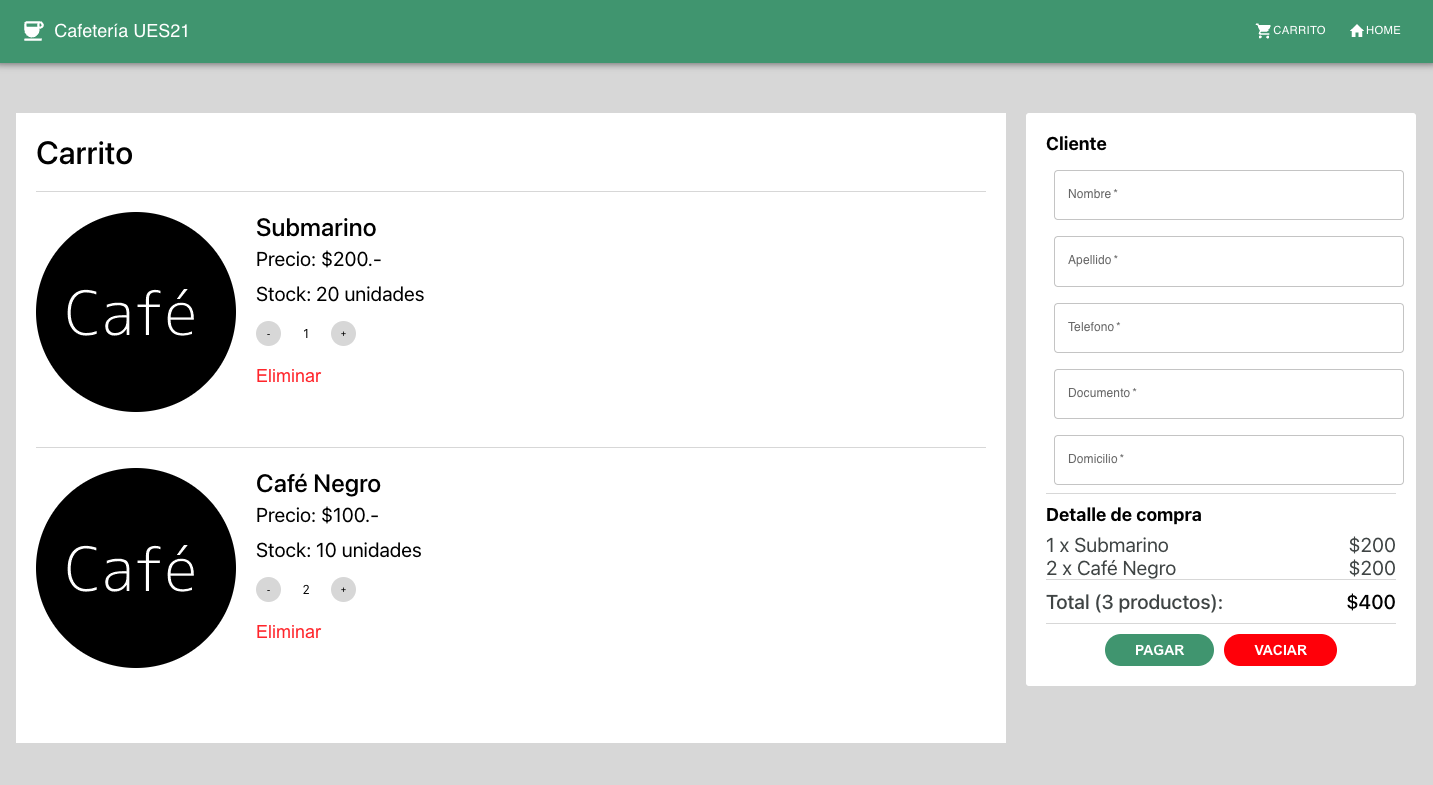 Cafetería UES21
CARRITO
HOME
Carrito
Café
Submarino
Precio: $200.-
Stock: 20 unidades
- 1 +
Eliminar
Café
Café Negro
Precio: $100.-
Stock: 10 unidades
- 2 +
Eliminar
Cliente
Nombre *
Apellido *
Telefono *
Documento *
Domicilio *
Detalle de compra
1 x Submarino $200
2 x Café Negro $200
Total (3 productos): $400
PAGAR VACIAR